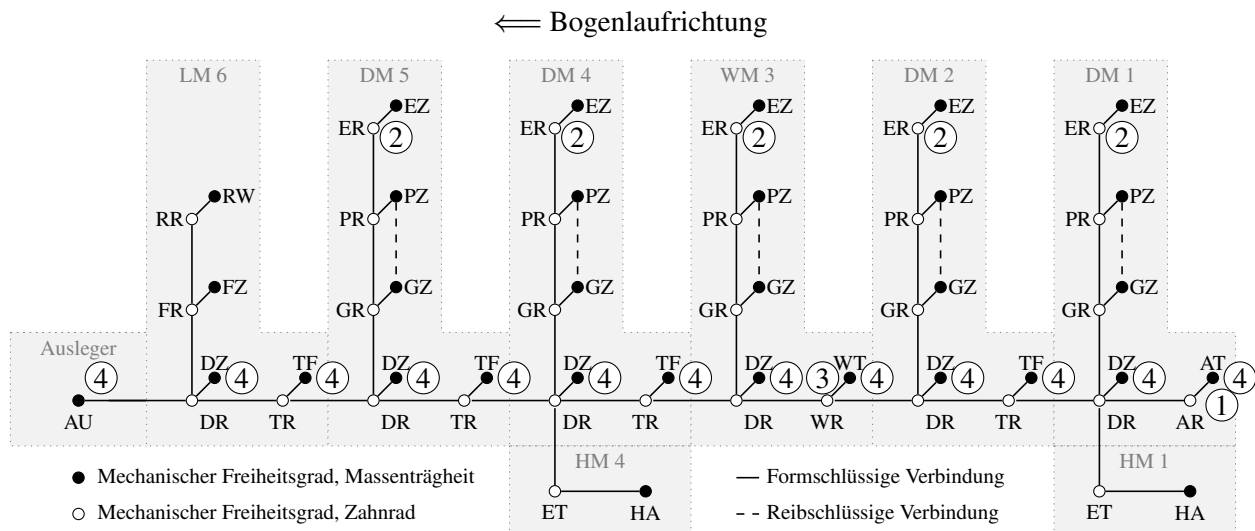 ⟸ Bogenlaufrichtung
LM 6 DM 5 DM 4 WM 3 DM 2 DM 1
EZ EZ EZ EZ EZ
ER ER ER ER ER
2 2 2 2 2
RW PZ PZ PZ PZ PZ
RR PR PR PR PR PR
FZ GZ GZ GZ GZ GZ
FR GR GR GR GR GR
Ausleger
DZ TF DZ TF DZ TF DZ WT DZ TF DZ AT
4 4 4 4 4 4 4 4 3 4 4 4 4 4
1
AU DR TR DR TR DR TR DR WR DR TR DR AR
HM 4 HM 1
Mechanischer Freiheitsgrad, Massenträgheit
Formschlüssige Verbindung
Mechanischer Freiheitsgrad, Zahnrad
ET HA
Reibschlüssige Verbindung
ET HA